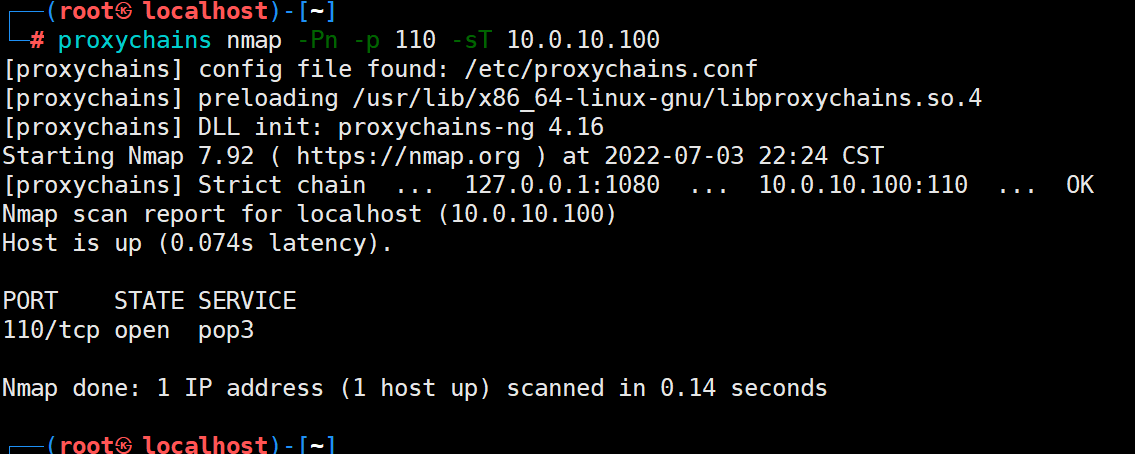 ┌──(root㉿localhost)-[~]
└─# proxychains nmap -Pn -p 110 -sT 10.0.10.100
[proxychains] config file found: /etc/proxychains.conf
[proxychains] preloading /usr/lib/x86_64-linux-gnu/libproxychains.so.4
[proxychains] DLL init: proxychains-ng 4.16
Starting Nmap 7.92 ( https://nmap.org ) at 2022-07-03 22:24 CST
[proxychains] Strict chain  ...  127.0.0.1:1080  ...  10.0.10.100:110  ...  OK
Nmap scan report for localhost (10.0.10.100)
Host is up (0.074s latency).

PORT    STATE SERVICE
110/tcp open  pop3

Nmap done: 1 IP address (1 host up) scanned in 0.14 seconds

┌──(root㉿localhost)-[~]